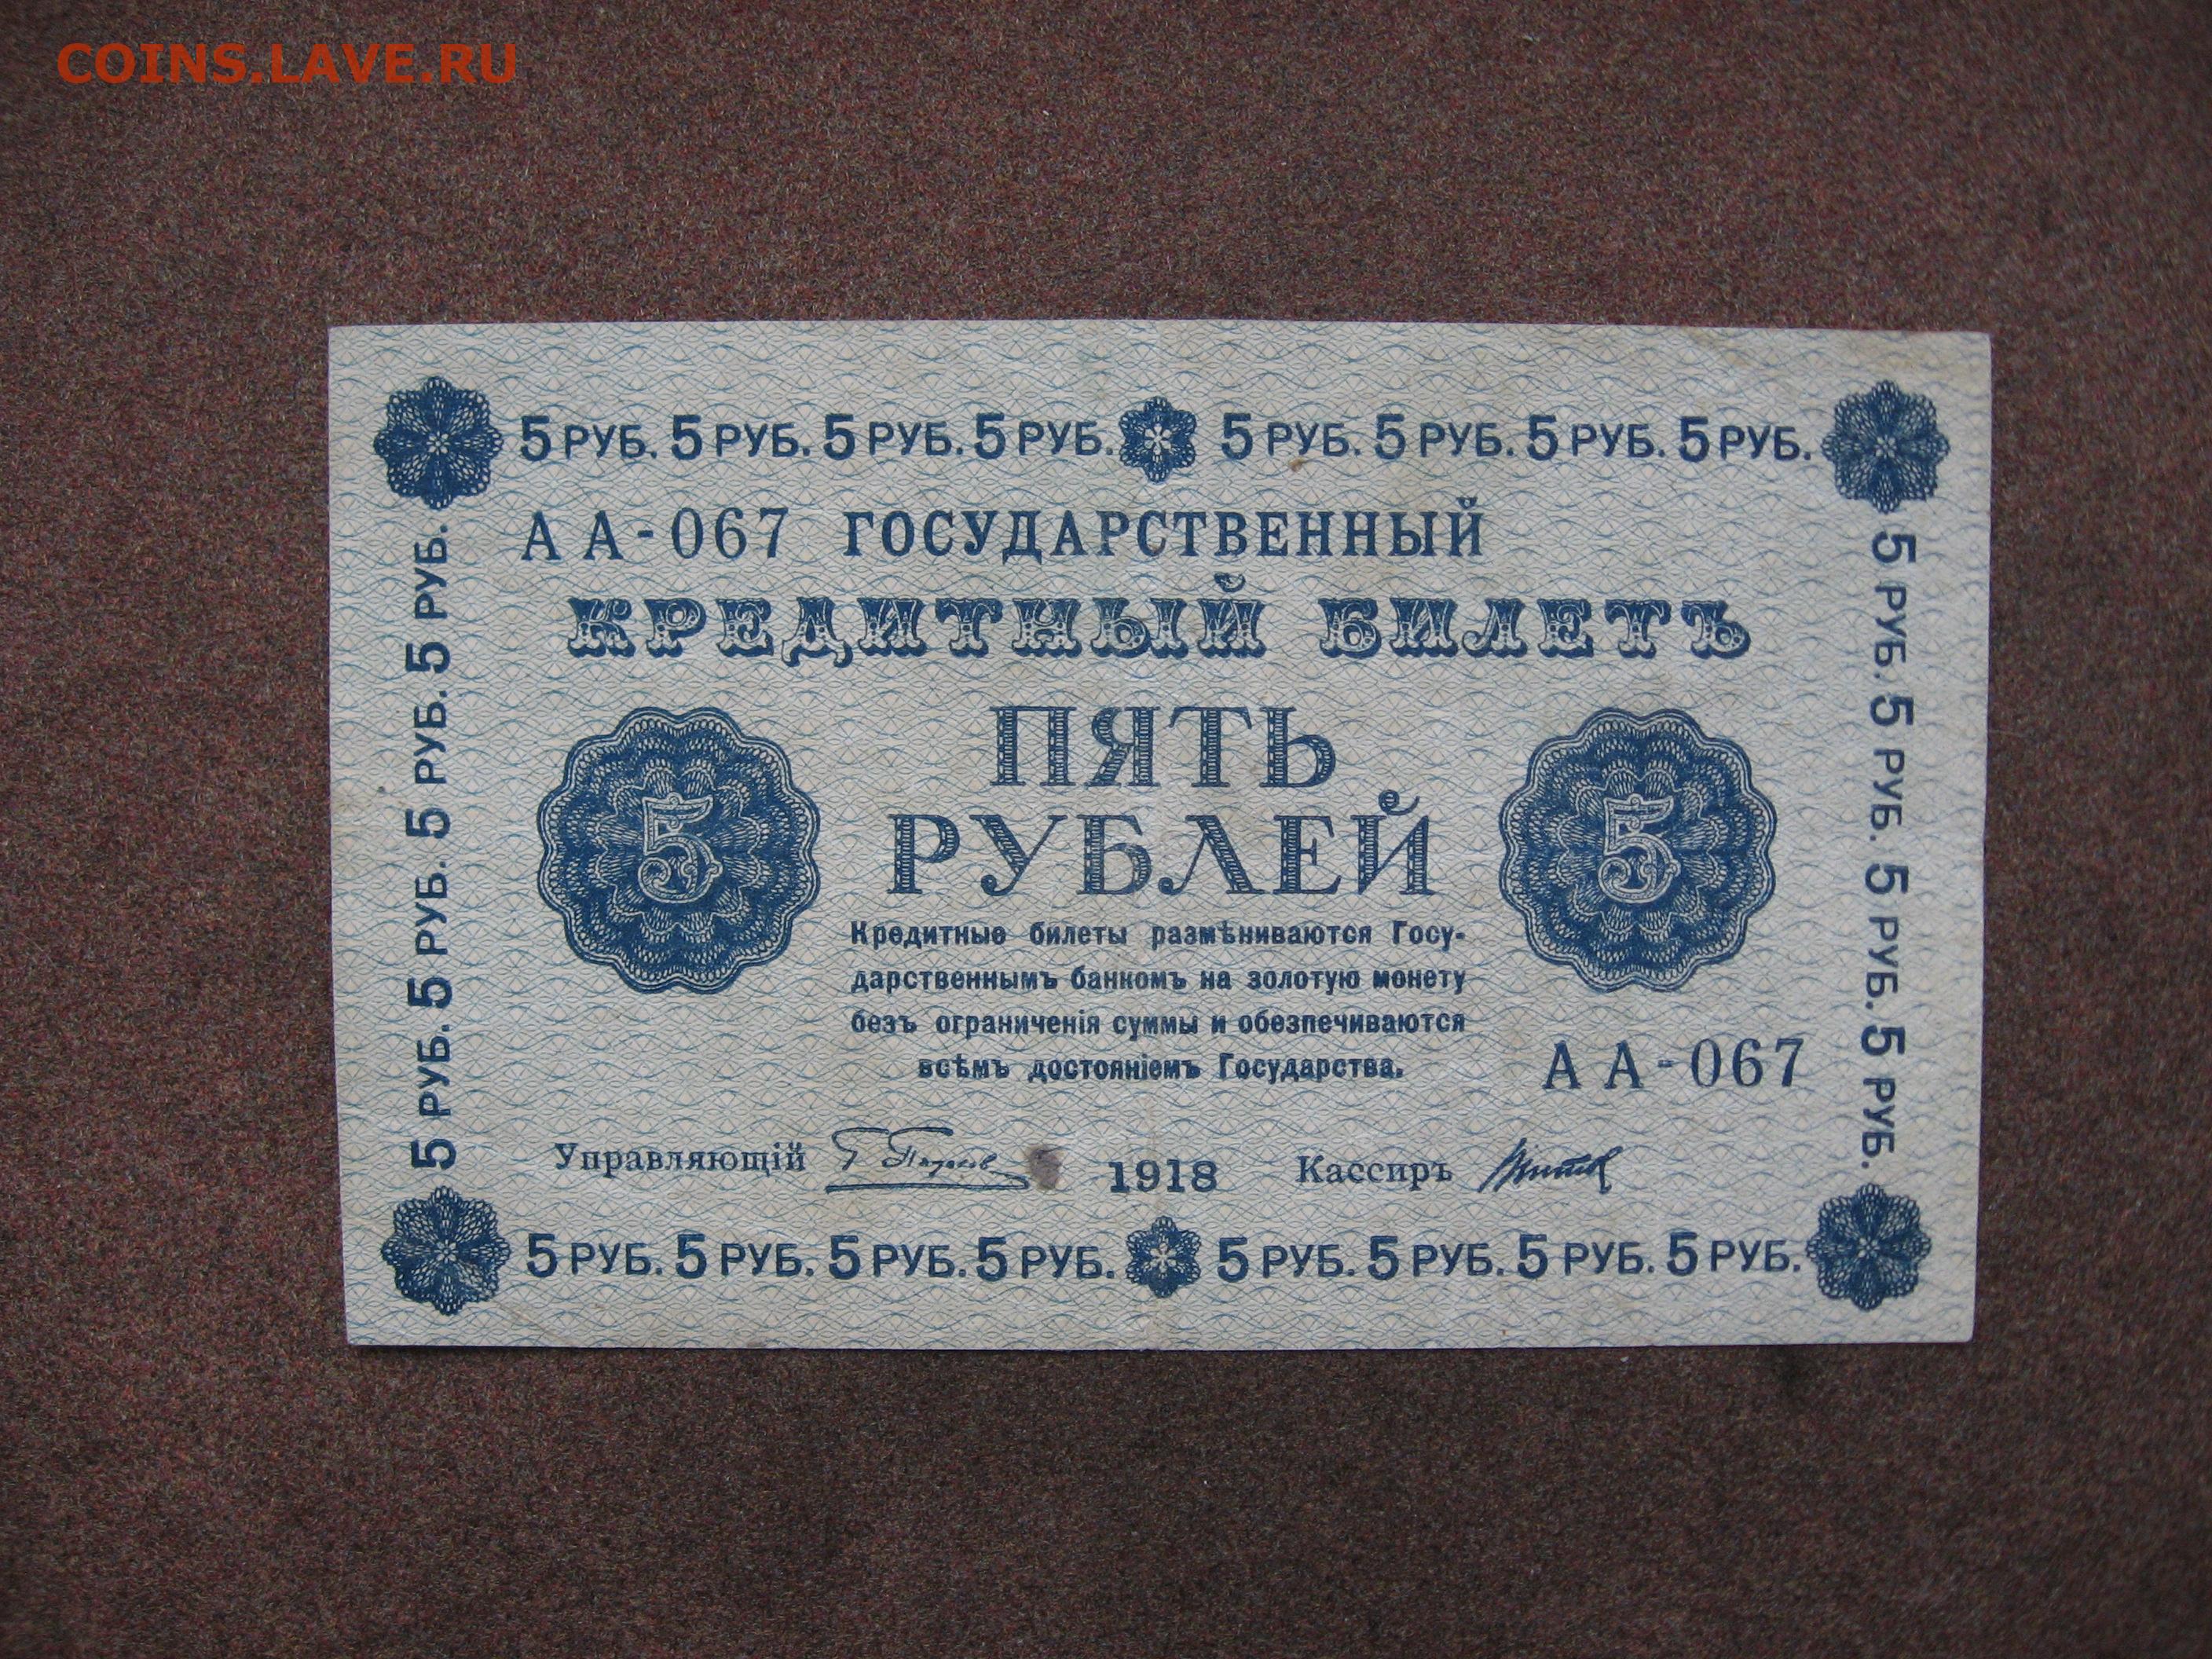 COINS.LAVE.RU
5 РУБ. 5 РУБ. 5 РУБ. 5 РУБ. 5 РУБ. 5 РУБ. 5 РУБ. 5 РУБ.
АА-067 ГОСУДАРСТВЕННЫЙ
КРЕДИТНЫЙ БИЛЕТЪ
5 РУБ. 5 РУБ. 5 РУБ. 5 РУБ.
5 РУБ. 5 РУБ. 5 РУБ. 5 РУБ.
ПЯТЬ
РУБЛЕЙ
5
5
Кредитные билеты размѣниваются Госу-
дарственнымъ банкомъ на золотую монету
безъ ограниченія суммы и обезпечиваются
всѣмъ достояніемъ Государства.
АА-067
Управляющій 1918 Кассиръ
5 РУБ. 5 РУБ. 5 РУБ. 5 РУБ. 5 РУБ. 5 РУБ. 5 РУБ. 5 РУБ.